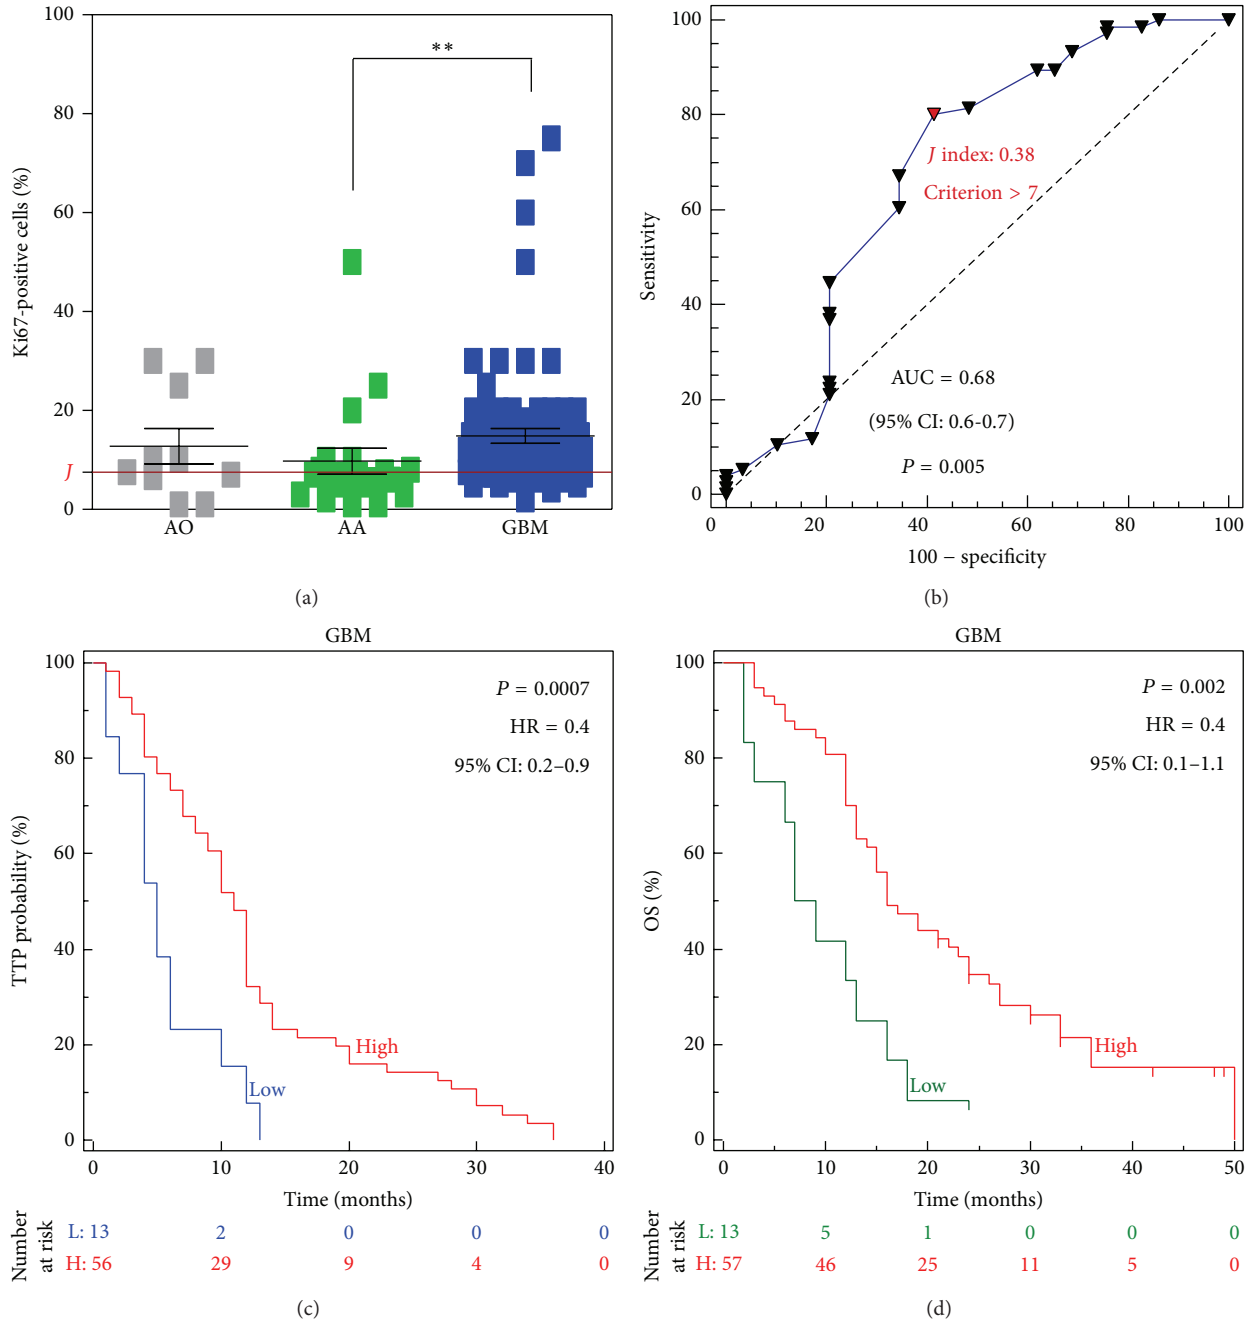 100
80
60
40
20
0
Ki67-positive cells (%)
**
J
AO
AA
GBM
(a)
100
80
60
40
20
0
Sensitivity
J index: 0.38
Criterion > 7
AUC = 0.68
(95% CI: 0.6-0.7)
P = 0.005
0 20 40 60 80 100
100 − specificity
(b)
GBM
100
80
60
40
20
0
TTP probability (%)
P = 0.0007
HR = 0.4
95% CI: 0.2–0.9
High
Low
0 10 20 30 40
Time (months)
Number
at risk
L: 13 2 0 0 0
H: 56 29 9 4 0
(c)
GBM
100
80
60
40
20
0
OS (%)
P = 0.002
HR = 0.4
95% CI: 0.1–1.1
High
Low
0 10 20 30 40 50
Time (months)
Number
at risk
L: 13 5 1 0 0 0
H: 57 46 25 11 5 0
(d)